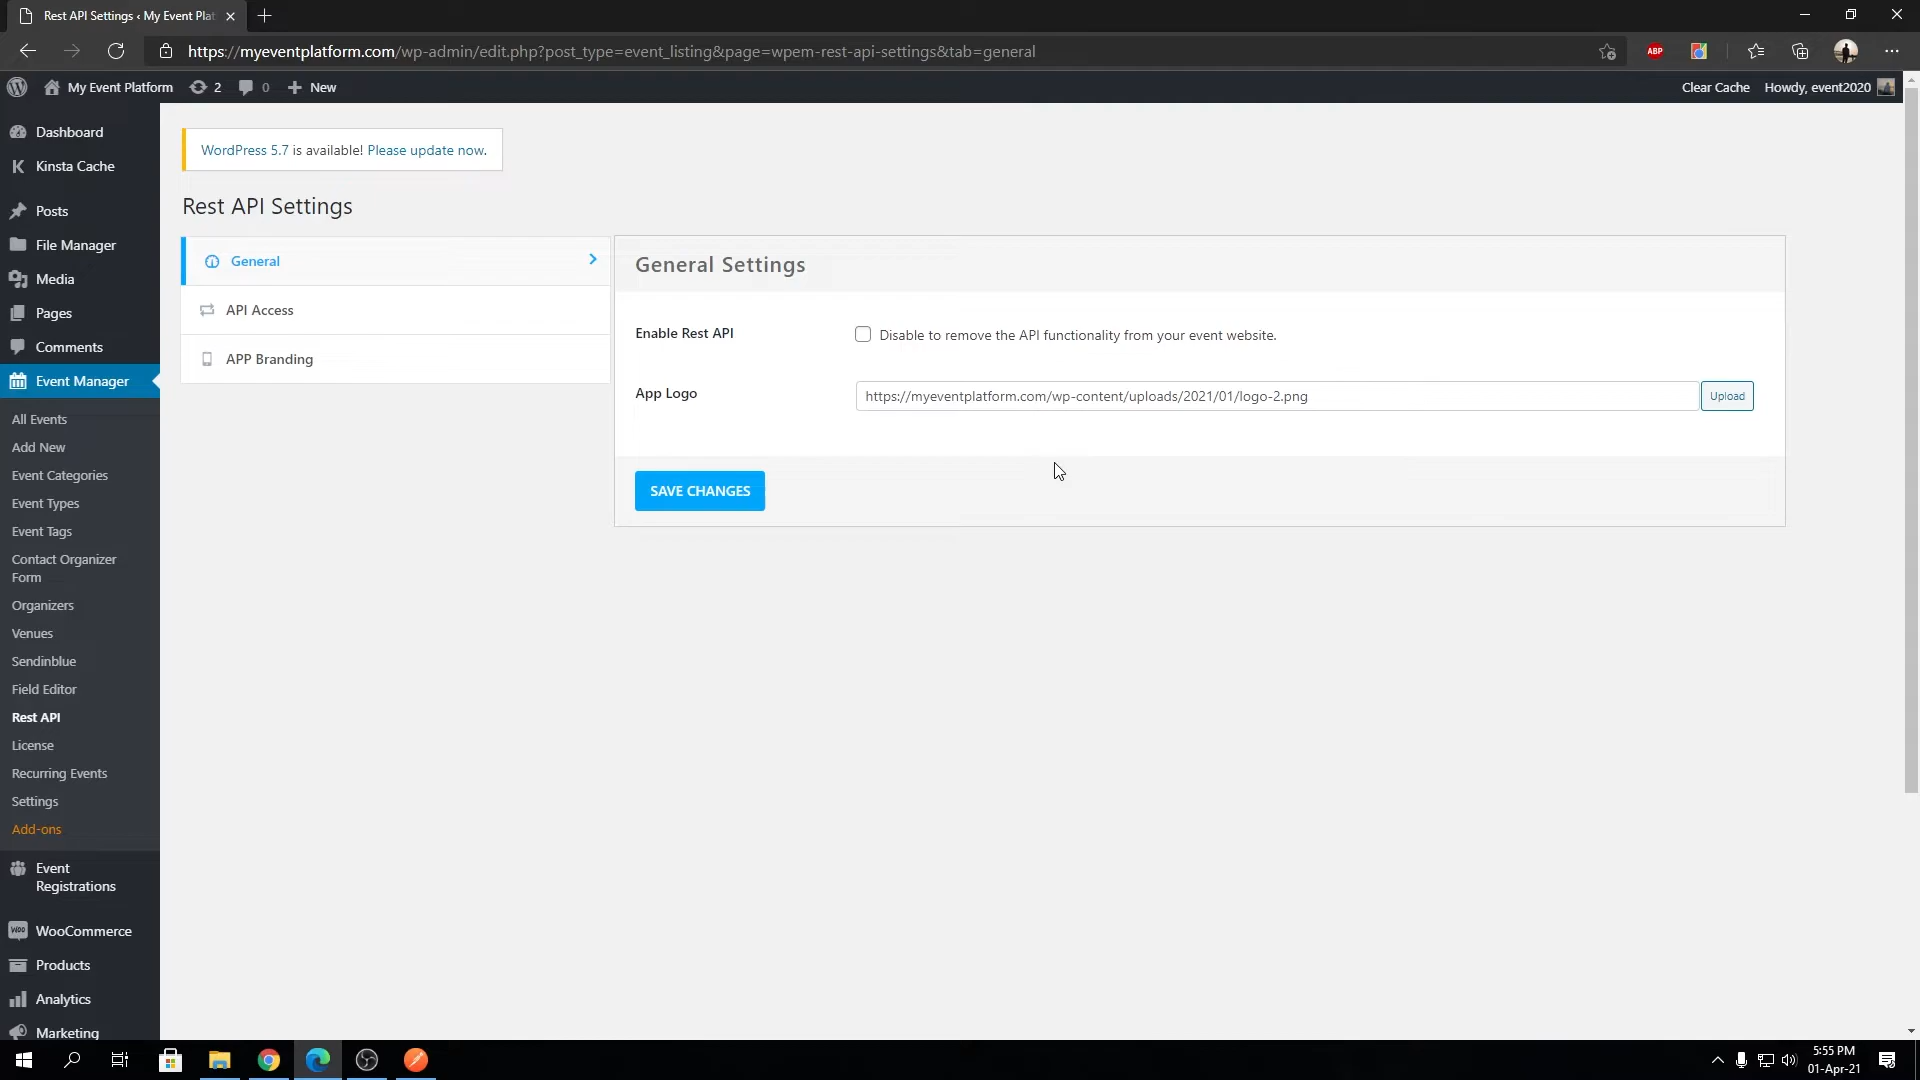 Rest API Settings ‹ My Event Plat
https://myeventplatform.com/wp-admin/edit.php?post_type=event_listing&page=wpem-rest-api-settings&tab=general
ABP
My Event Platform
2
0
New
Clear Cache
Howdy, event2020
Dashboard
Kinsta Cache
Posts
File Manager
Media
Pages
Comments
Event Manager
All Events
Add New
Event Categories
Event Types
Event Tags
Contact Organizer
Form
Organizers
Venues
Sendinblue
Field Editor
Rest API
License
Recurring Events
Settings
Add-ons
Event
Registrations
WooCommerce
Products
Analytics
Marketing
WordPress 5.7 is available! Please update now.
Rest API Settings
General
API Access
APP Branding
General Settings
Enable Rest API
Disable to remove the API functionality from your event website.
App Logo
https://myeventplatform.com/wp-content/uploads/2021/01/logo-2.png
Upload
SAVE CHANGES
5:55 PM
01-Apr-21